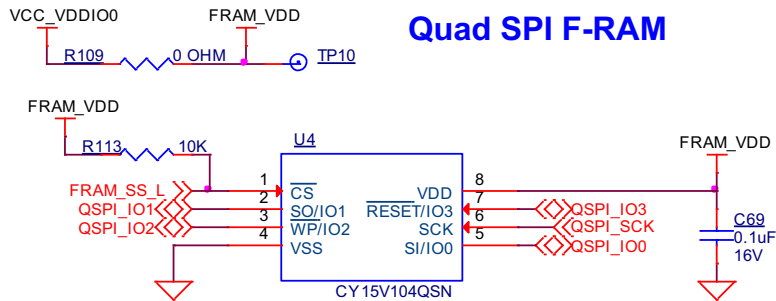 VCC_VDDIO0
FRAM_VDD
Quad SPI F-RAM
R109
0 OHM
TP10
FRAM_VDD
R113
10K
U4
FRAM_VDD
FRAM_SS_L
1
CS
VDD
8
QSPI_IO1
2
SO/IO1
RESET/IO3
7
QSPI_IO3
QSPI_IO2
3
WP/IO2
SCK
6
QSPI_SCK
4
VSS
SI/IO0
5
QSPI_IO0
C69
0.1uF
16V
CY15V104QSN